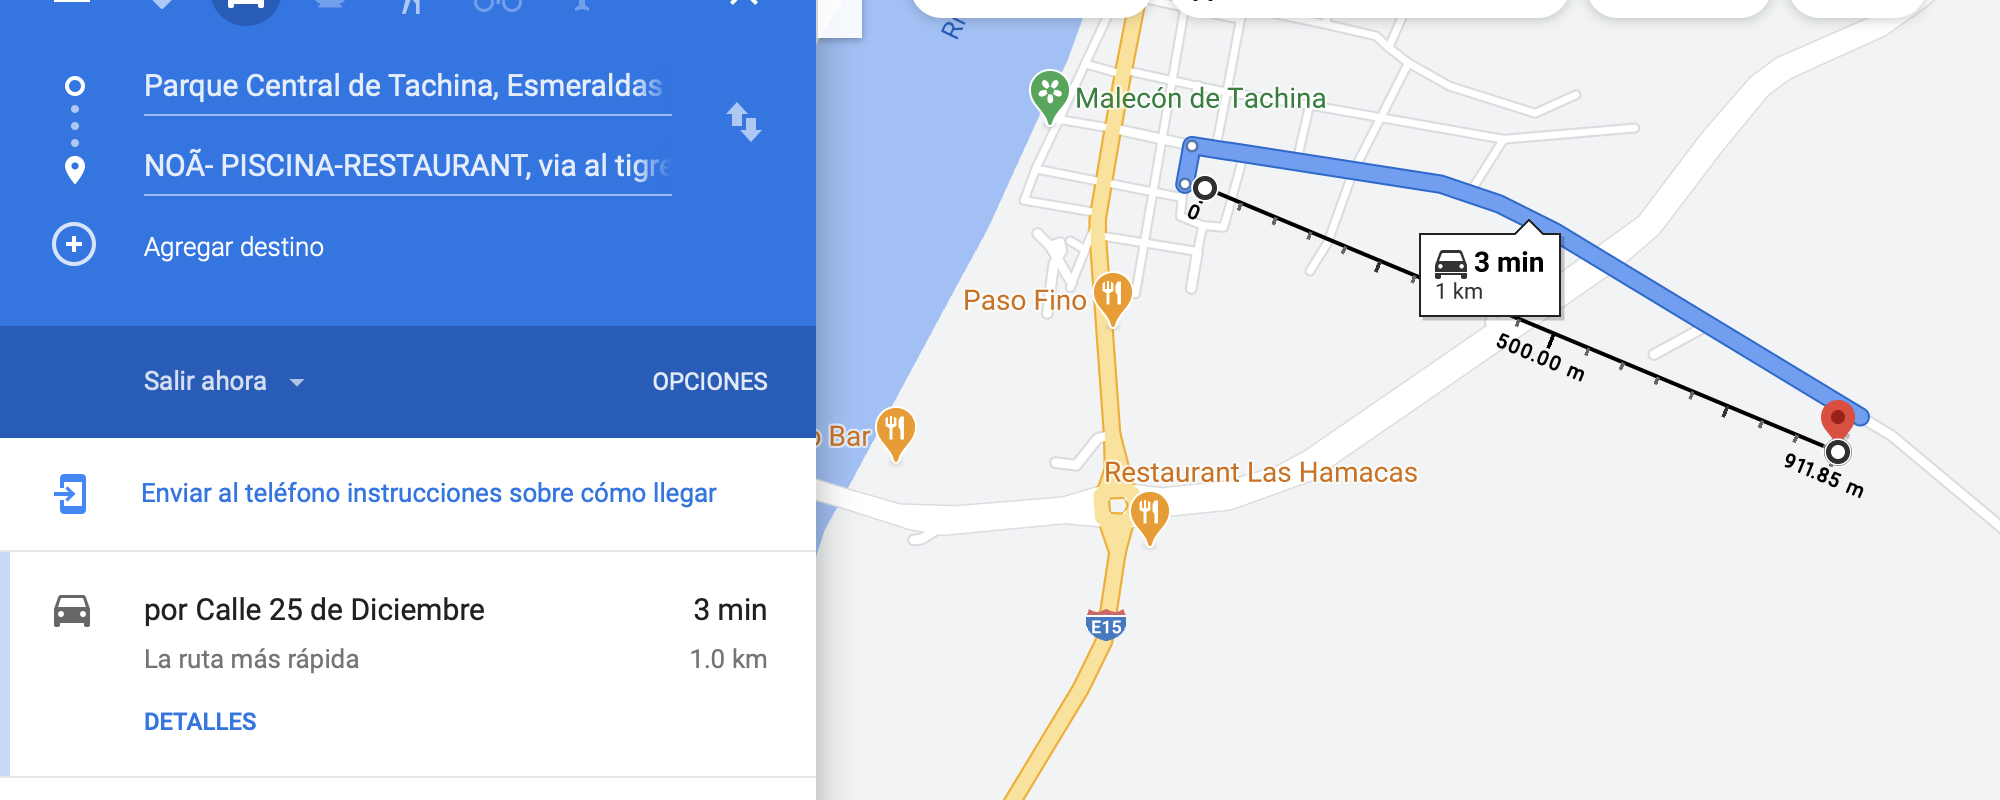 Parque Central de Tachina, Esmeraldas
NOÃ- PISCINA-RESTAURANT, via al tigre
Agregar destino
Salir ahora
OPCIONES
Enviar al teléfono instrucciones sobre cómo llegar
por Calle 25 de Diciembre
3 min
La ruta más rápida
1.0 km
DETALLES
Malecón de Tachina
0
3 min
1 km
Paso Fino
500.00 m
Bar
Restaurant Las Hamacas
911.85 m
E15